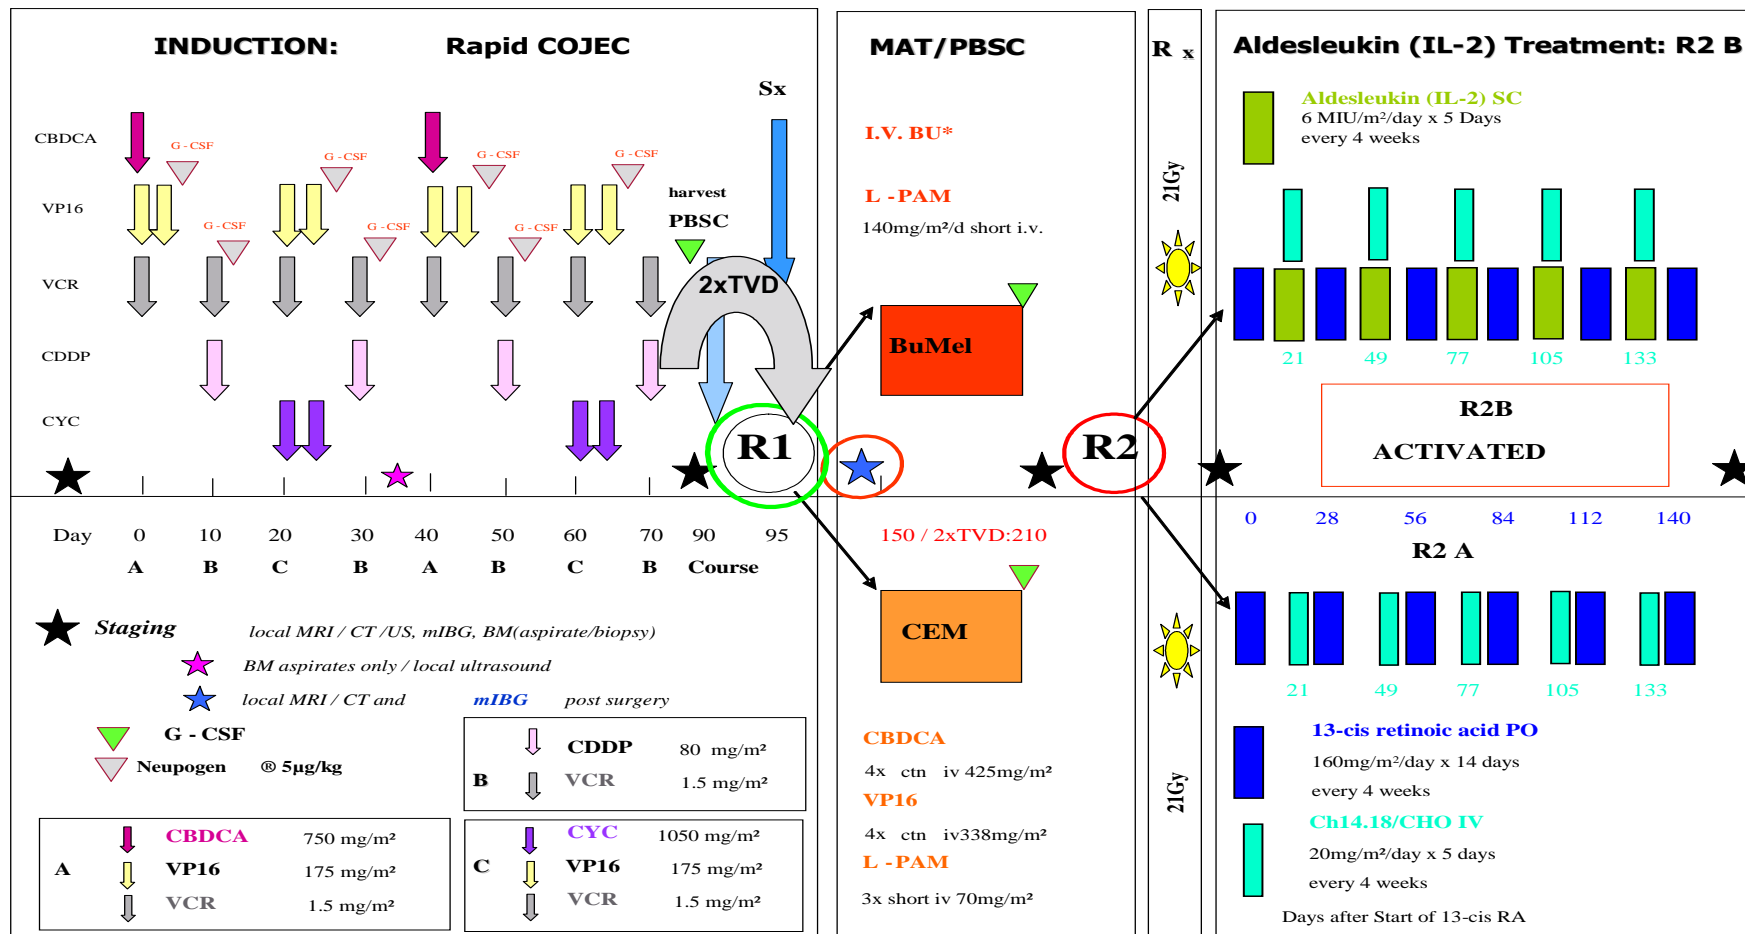 INDUCTION: Rapid COJEC
MAT/PBSC
R x
Aldesleukin (IL-2) Treatment: R2 B
Sx
CBDCA
G - CSF
G - CSF
G - CSF
G - CSF
VP16
harvest
PBSC
G - CSF
G - CSF
G - CSF
VCR
2xTVD
CDDP
CYC
R1
I.V. BU*
L -PAM
140mg/m²/d short i.v.
BuMel
R2
21Gy
Aldesleukin (IL-2) SC
6 MIU/m²/day x 5 Days
every 4 weeks
21 49 77 105 133
R2B
ACTIVATED
Day 0 10 20 30 40 50 60 70 90 95
A B C B A B C B Course
150 / 2xTVD:210
0 28 56 84 112 140
R2 A
CEM
21 49 77 105 133
Staging local MRI / CT /US, mIBG, BM(aspirate/biopsy)
BM aspirates only / local ultrasound
local MRI / CT and mIBG post surgery
G - CSF
Neupogen ® 5µg/kg
B
CDDP 80 mg/m²
VCR 1.5 mg/m²
A
CBDCA 750 mg/m²
VP16 175 mg/m²
VCR 1.5 mg/m²
C
CYC 1050 mg/m²
VP16 175 mg/m²
VCR 1.5 mg/m²
CBDCA
4x ctn iv 425mg/m²
VP16
4x ctn iv338mg/m²
L -PAM
3x short iv 70mg/m²
21Gy
13-cis retinoic acid PO
160mg/m²/day x 14 days
every 4 weeks
Ch14.18/CHO IV
20mg/m²/day x 5 days
every 4 weeks
Days after Start of 13-cis RA